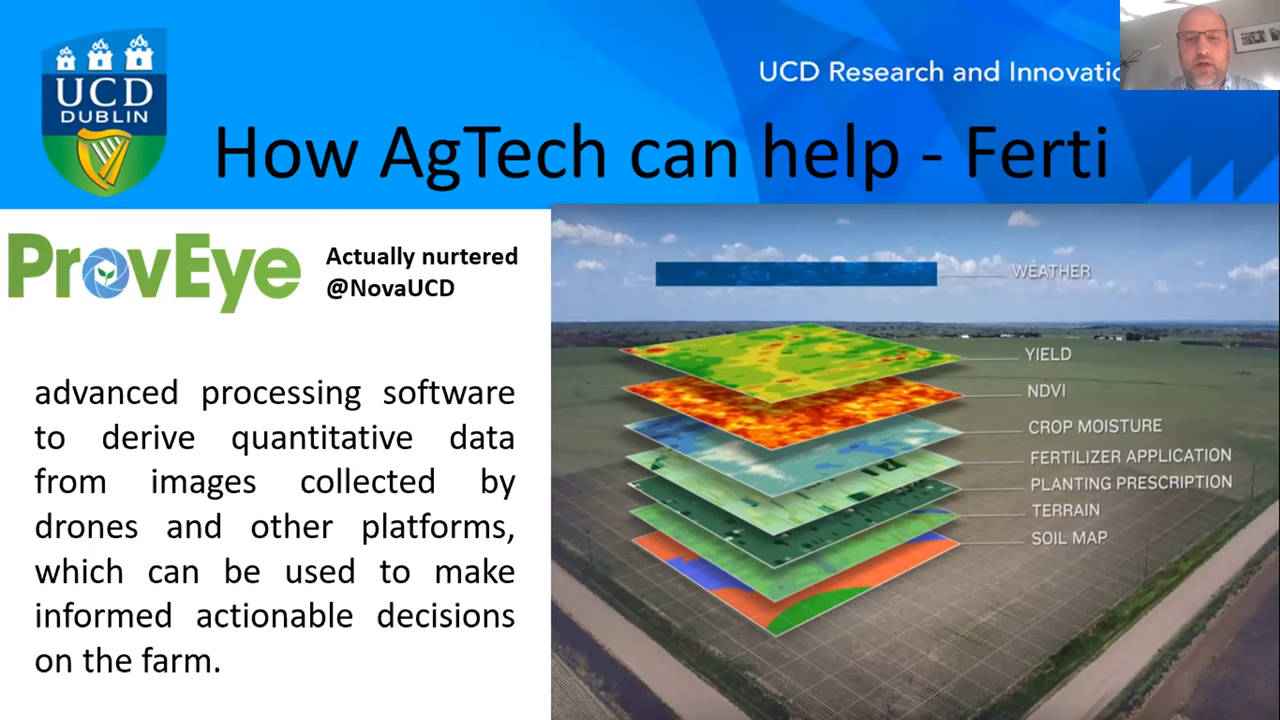 UCD
DUBLIN
UCD Research and Innovatio
How AgTech can help - Ferti
ProvEye
Actually nurtered
@NovaUCD
advanced processing software
to derive quantitative data
from images collected by
drones and other platforms,
which can be used to make
informed actionable decisions
on the farm.
WEATHER
YIELD
NDVI
CROP MOISTURE
FERTILIZER APPLICATION
PLANTING PRESCRIPTION
TERRAIN
SOIL MAP